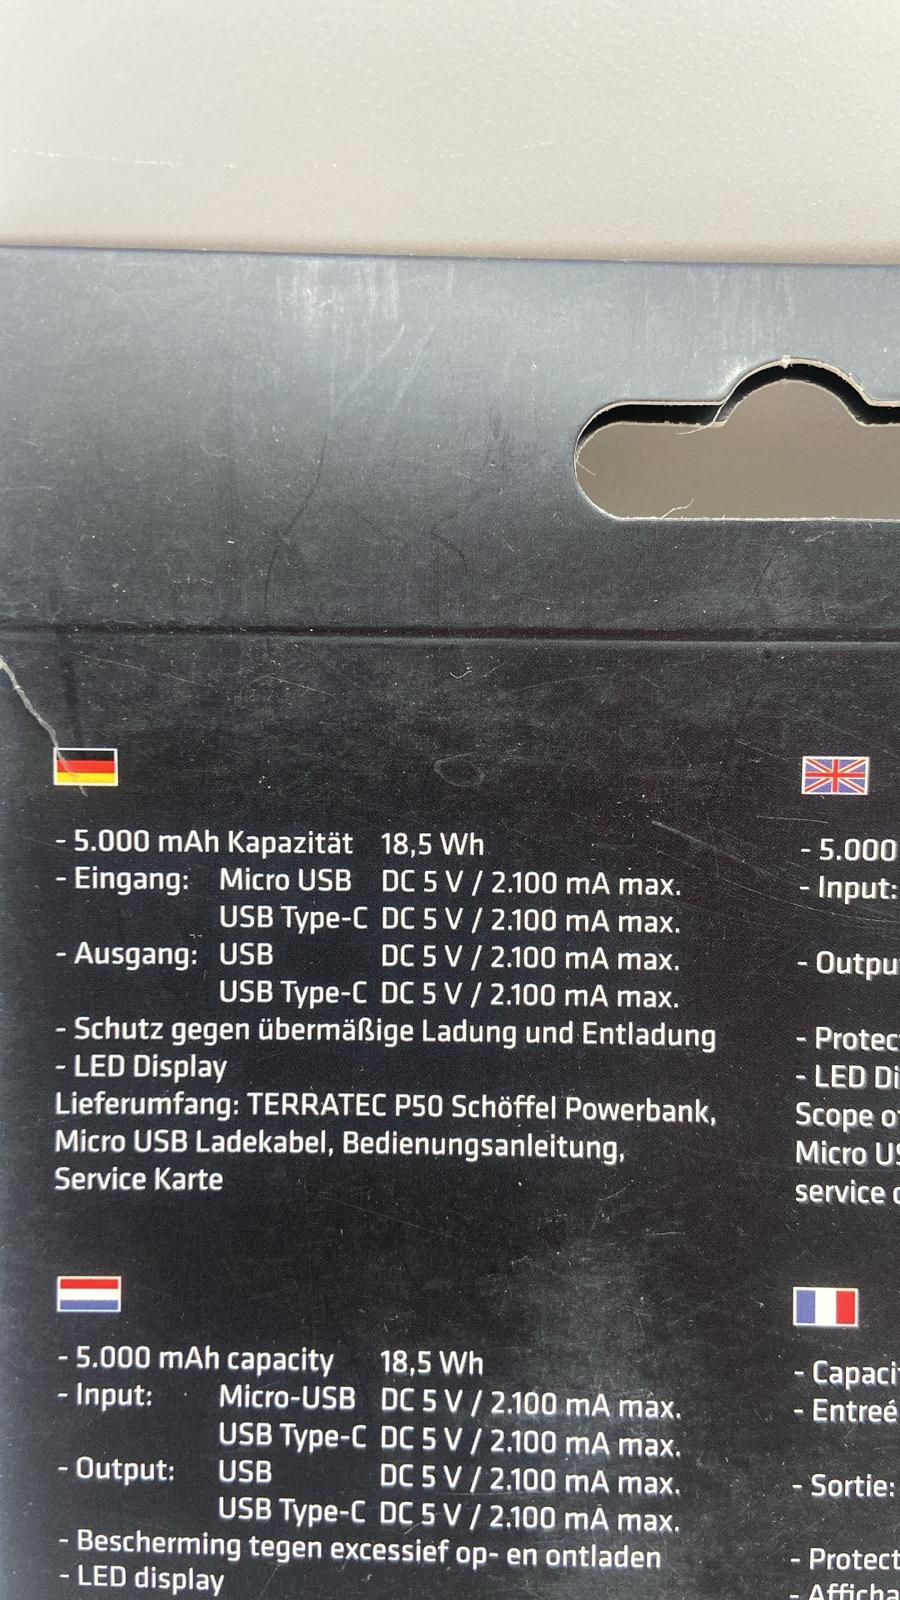 - 5.000 mAh Kapazität 18,5 Wh
- Eingang: Micro USB DC 5 V / 2.100 mA max.
USB Type-C DC 5 V / 2.100 mA max.
- Ausgang: USB DC 5 V / 2.100 mA max.
USB Type-C DC 5 V / 2.100 mA max.
- Schutz gegen übermäßige Ladung und Entladung
- LED Display
Lieferumfang: TERRATEC P50 Schöffel Powerbank,
Micro USB Ladekabel, Bedienungsanleitung,
Service Karte
- 5.000
- Input:
- Outpu
- Protec
- LED Di
Scope of
Micro US
service c
- 5.000 mAh capacity 18,5 Wh
- Input: Micro-USB DC 5 V / 2.100 mA max.
USB Type-C DC 5 V / 2.100 mA max.
- Output: USB DC 5 V / 2.100 mA max.
USB Type-C DC 5 V / 2.100 mA max.
- Bescherming tegen excessief op- en ontladen
- LED display
- Capacit
- Entreé
- Sortie:
- Protect
- Afficha